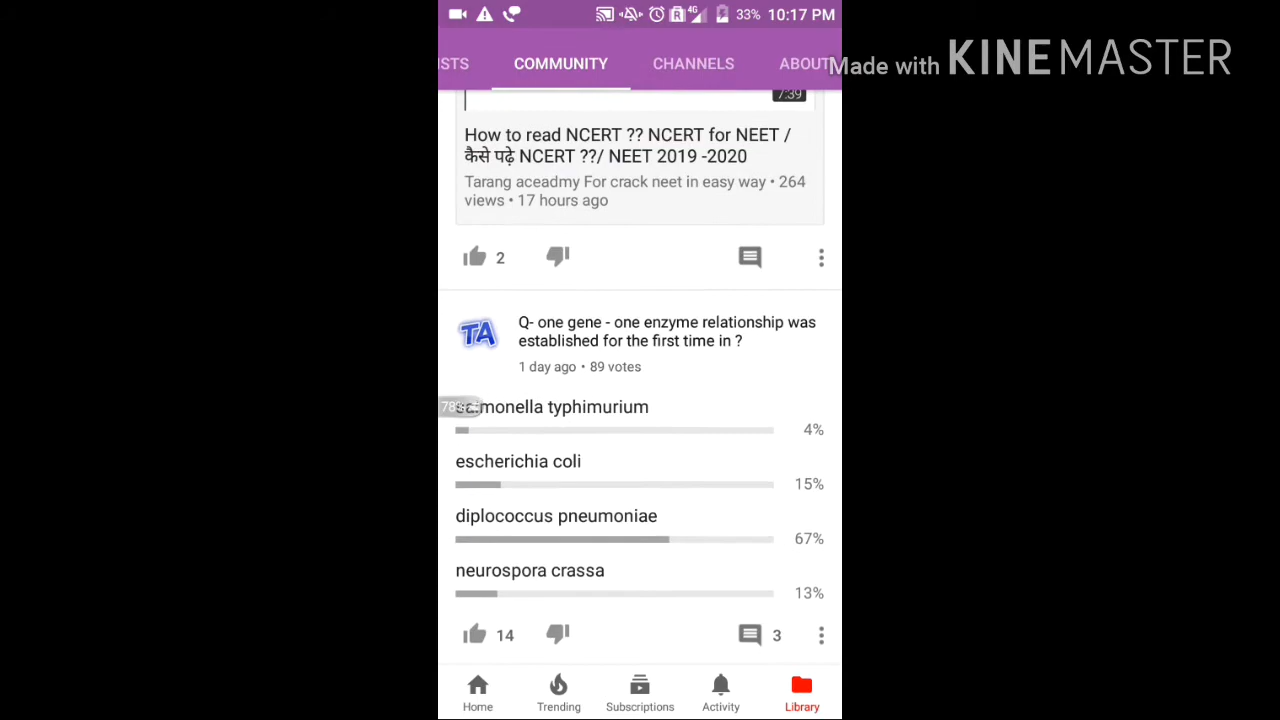 4G 33% 10:17 PM
STS COMMUNITY CHANNELS ABOUT
Made with KINEMASTER
7:39
How to read NCERT ?? NCERT for NEET /
कैसे पढ़े NCERT ??/ NEET 2019 -2020
Tarang aceadmy For crack neet in easy way • 264
views • 17 hours ago
2
TA
Q- one gene - one enzyme relationship was
established for the first time in ?
1 day ago • 89 votes
salmonella typhimurium
4%
escherichia coli
15%
diplococcus pneumoniae
67%
neurospora crassa
13%
14 3
Home Trending Subscriptions Activity Library